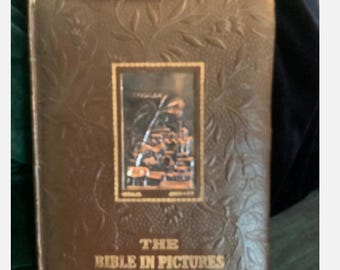 THE
BIBLE IN PICTURES